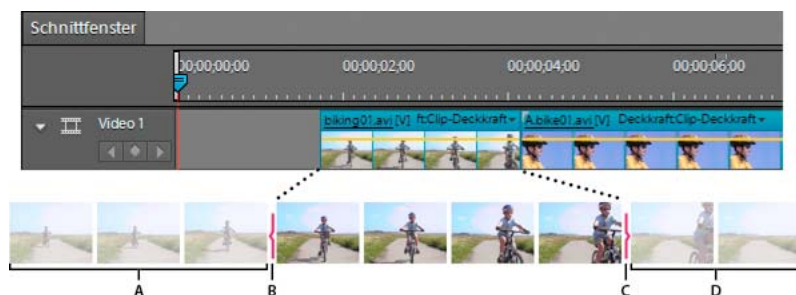 Schnittfenster
00;00;00;00 00;00;02;00 00;00;04;00 00;00;06;00
Video 1 biking01.avi [V] ft:Clip-Deckkraft A.bike01.avi [V] Deckkraft:Clip-Deckkraft
A B C D